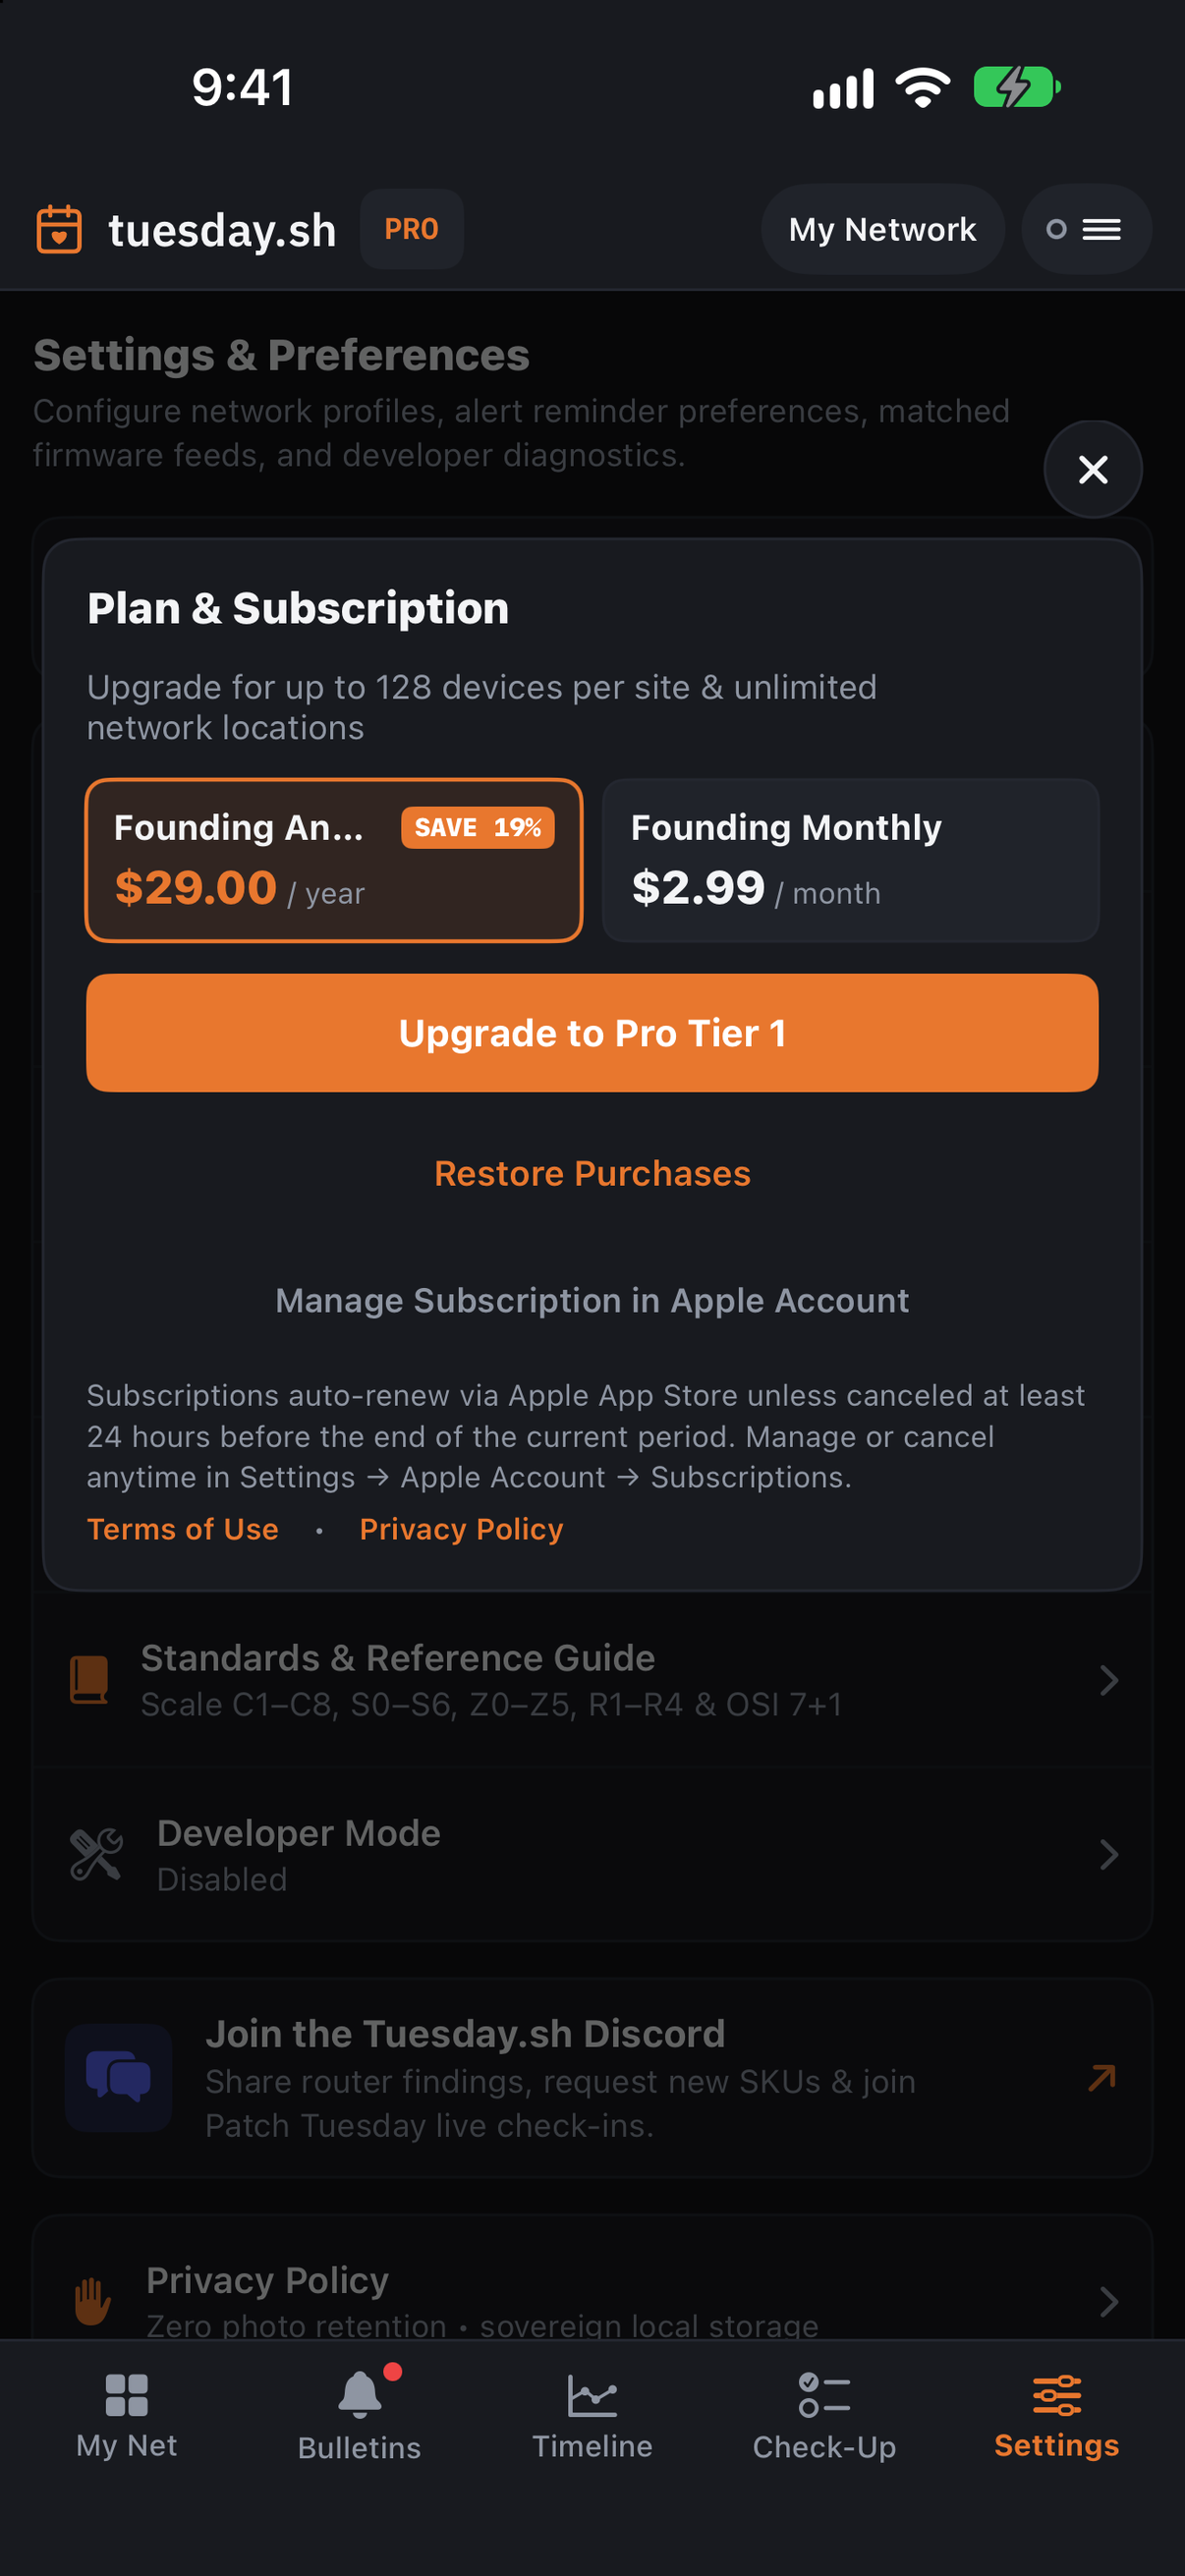 9:41
tuesday.sh PRO My Network
Settings & Preferences
Configure network profiles, alert reminder preferences, matched
firmware feeds, and developer diagnostics.
Plan & Subscription
Upgrade for up to 128 devices per site & unlimited
network locations
Founding An... SAVE 19%
$29.00 / year
Founding Monthly
$2.99 / month
Upgrade to Pro Tier 1
Restore Purchases
Manage Subscription in Apple Account
Subscriptions auto-renew via Apple App Store unless canceled at least
24 hours before the end of the current period. Manage or cancel
anytime in Settings → Apple Account → Subscriptions.
Terms of Use • Privacy Policy
Standards & Reference Guide
Scale C1–C8, S0–S6, Z0–Z5, R1–R4 & OSI 7+1
Developer Mode
Disabled
Join the Tuesday.sh Discord
Share router findings, request new SKUs & join
Patch Tuesday live check-ins.
Privacy Policy
Zero photo retention • sovereign local storage
My Net
Bulletins
Timeline
Check-Up
Settings